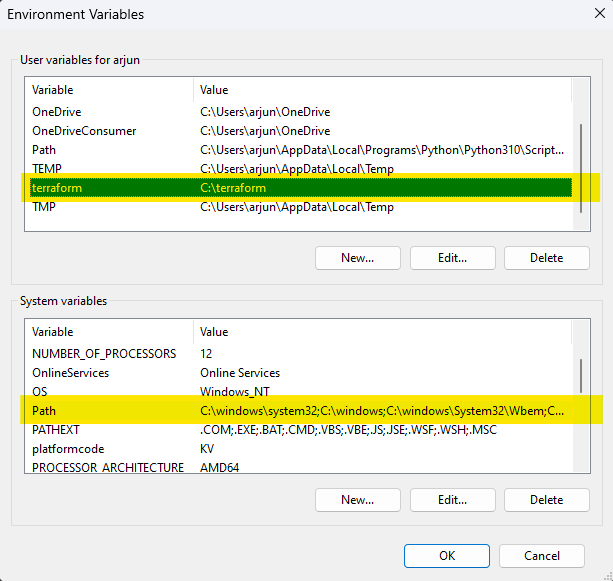 Environment Variables
User variables for arjun
Variable Value
OneDrive C:\Users\arjun\OneDrive
OneDriveConsumer C:\Users\arjun\OneDrive
Path C:\Users\arjun\AppData\Local\Programs\Python\Python310\Script...
TEMP C:\Users\arjun\AppData\Local\Temp
terraform C:\terraform
TMP C:\Users\arjun\AppData\Local\Temp
New... Edit... Delete
System variables
Variable Value
NUMBER_OF_PROCESSORS 12
OnlineServices Online Services
OS Windows_NT
Path C:\windows\system32;C:\windows;C:\windows\System32\Wbem;C...
PATHEXT .COM;.EXE;.BAT;.CMD;.VBS;.VBE;.JS;.JSE;.WSF;.WSH;.MSC
platformcode KV
PROCESSOR_ARCHITECTURE AMD64
New... Edit... Delete
OK Cancel